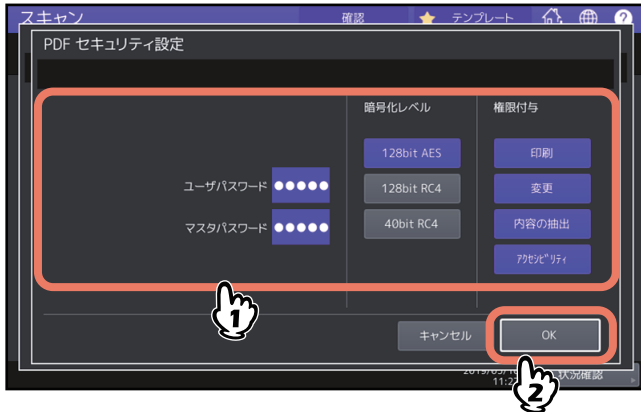 スキャン 確認 テンプレート ?
PDF セキュリティ設定
暗号化レベル 権限付与
128bit AES 印刷
ユーザパスワード ●●●●● 128bit RC4 変更
マスタパスワード ●●●●● 40bit RC4 内容の抽出
ｱｸｾｼﾋﾞﾘﾃｨ
1
キャンセル OK
状況確認
2